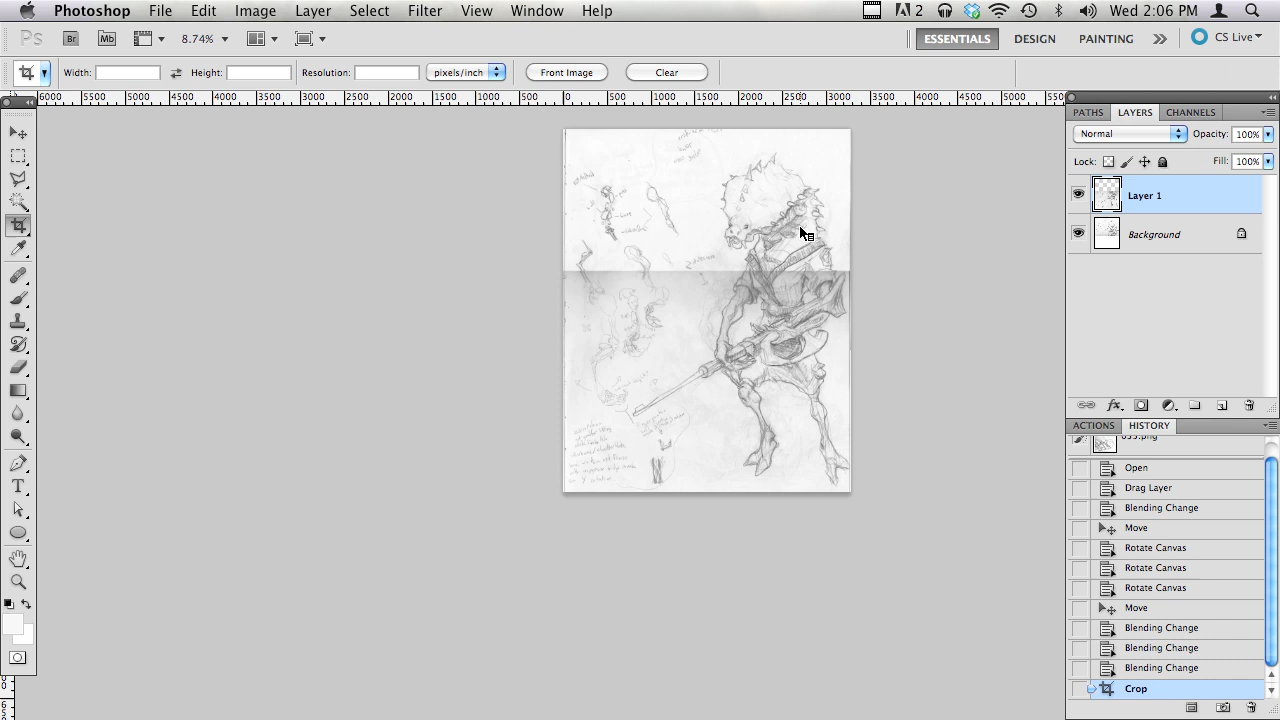 Photoshop File Edit Image Layer Select Filter View Window Help 2 Wed 2:06 PM
Ps Br Mb 8.74% ESSENTIALS DESIGN PAINTING CS Live
Width: Height: Resolution: pixels/inch Front Image Clear
6000 5500 5000 4500 4000 3500 3000 2500 2000 1500 1000 500 0 500 1000 1500 2000 2500 3000 3500 4000 4500 5000
PATHS LAYERS CHANNELS
Normal Opacity: 100%
Lock: Fill: 100%
Layer 1
Background
fx
ACTIONS HISTORY
Open
Drag Layer
Blending Change
Move
Rotate Canvas
Rotate Canvas
Rotate Canvas
Move
Blending Change
Blending Change
Blending Change
Crop
T